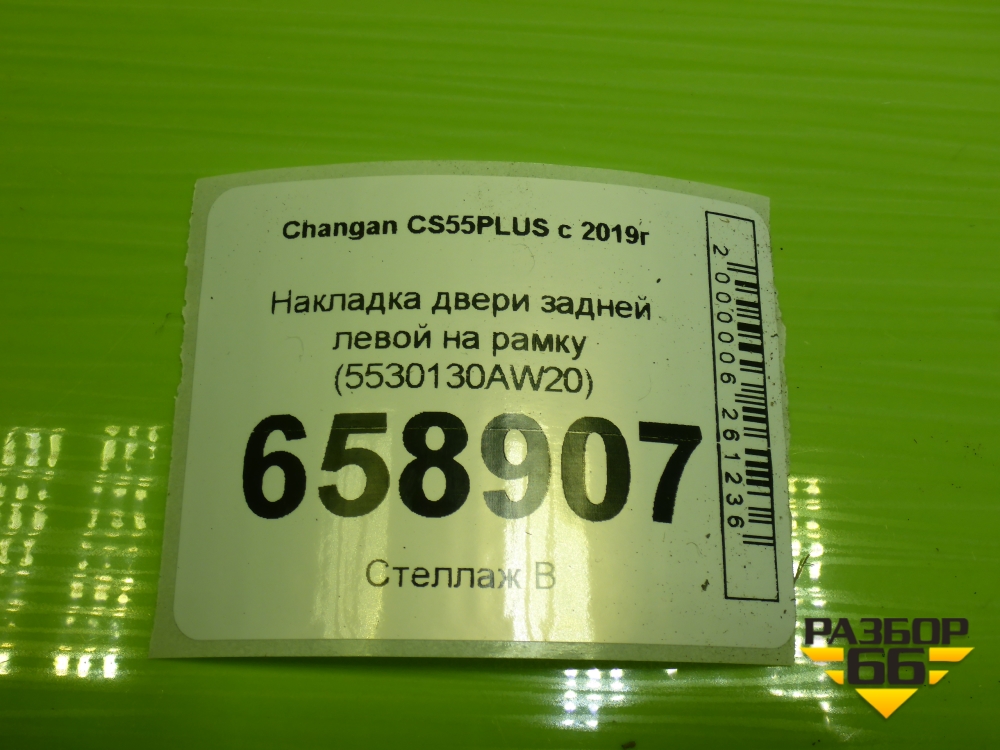 Changan CS55PLUS с 2019г
Накладка двери задней
левой на рамку
(5530130AW20)
658907
Стеллаж В
2000006261236
РАЗБОР
66